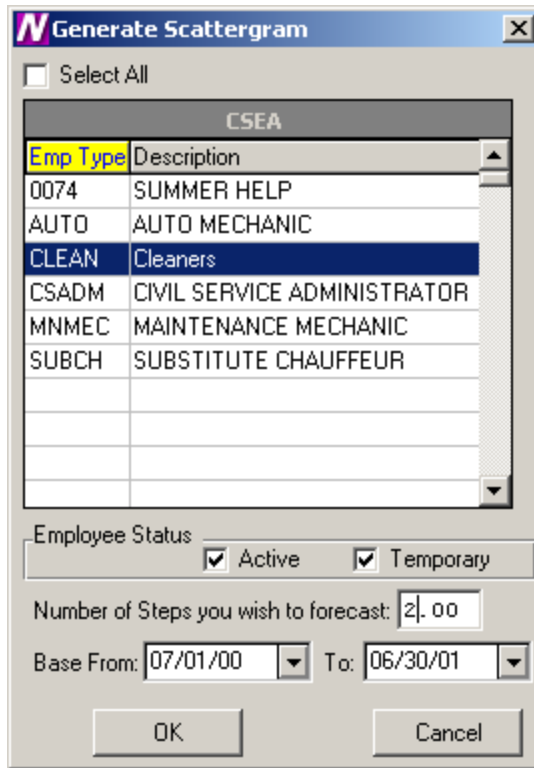 Generate Scattergram
Select All
CSEA
Emp Type Description
0074 SUMMER HELP
AUTO AUTO MECHANIC
CLEAN Cleaners
CSADM CIVIL SERVICE ADMINISTRATOR
MNMEC MAINTENANCE MECHANIC
SUBCH SUBSTITUTE CHAUFFEUR
Employee Status
Active Temporary
Number of Steps you wish to forecast: 2.00
Base From: 07/01/00 To: 06/30/01
OK Cancel